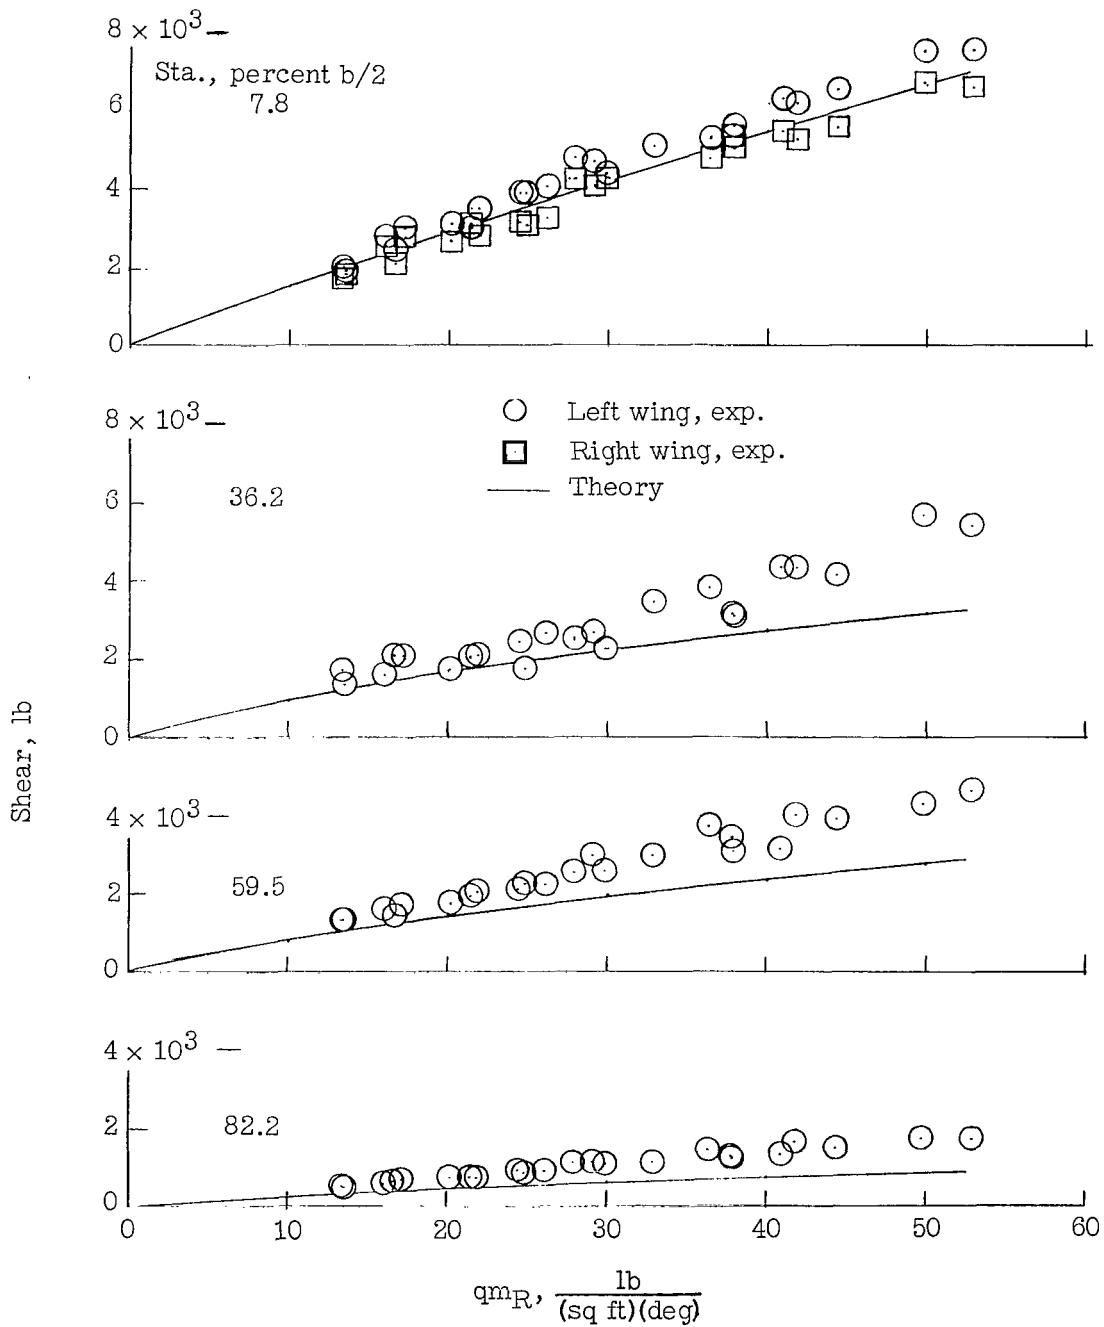 8 × 10³
Sta., percent b/2
7.8
6
4
2
0
8 × 10³
Left wing, exp.
Right wing, exp.
Theory
36.2
6
4
2
0
Shear, lb
4 × 10³
59.5
2
0
4 × 10³
82.2
2
0
0 10 20 30 40 50 60
qm_R, lb/(sq ft)(deg)